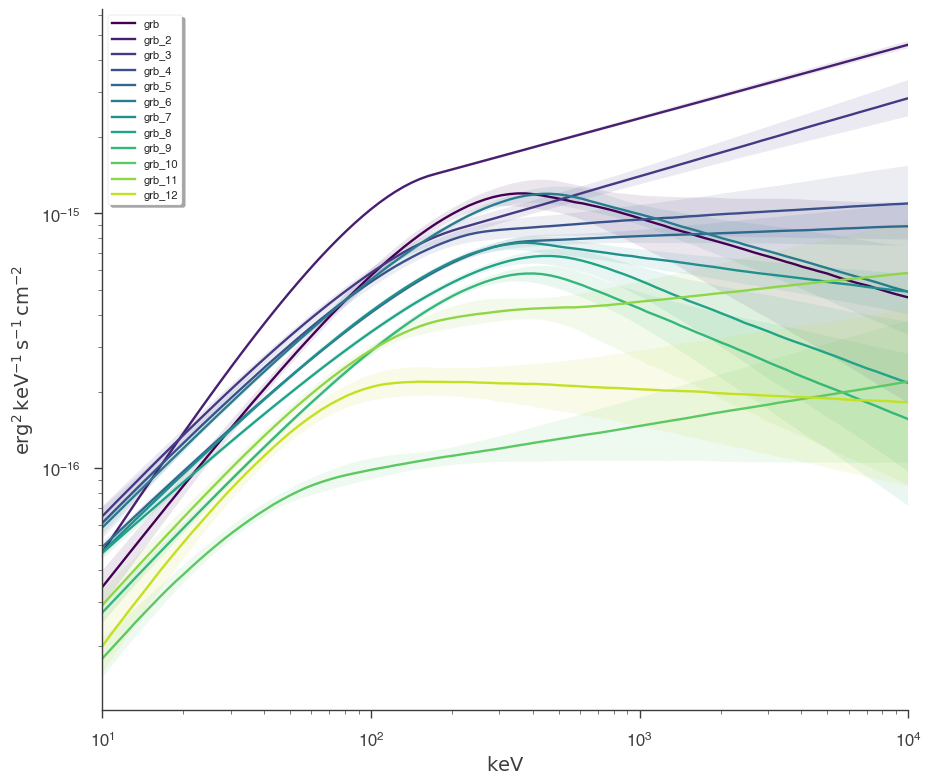 grb
grb_2
grb_3
grb_4
grb_5
grb_6
grb_7
grb_8
grb_9
grb_10
grb_11
grb_12
10⁻¹⁵
10⁻¹⁶
erg² keV⁻¹ s⁻¹ cm⁻²
10¹ 10² 10³ 10⁴
keV